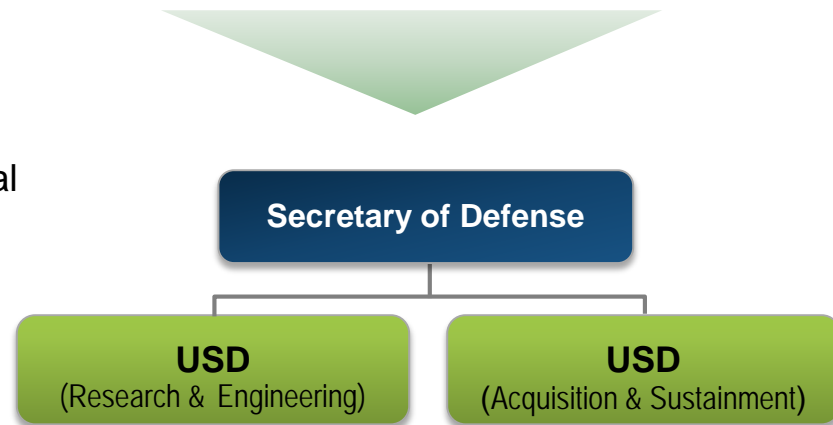 al
Secretary of Defense
USD
(Research & Engineering)
USD
(Acquisition & Sustainment)